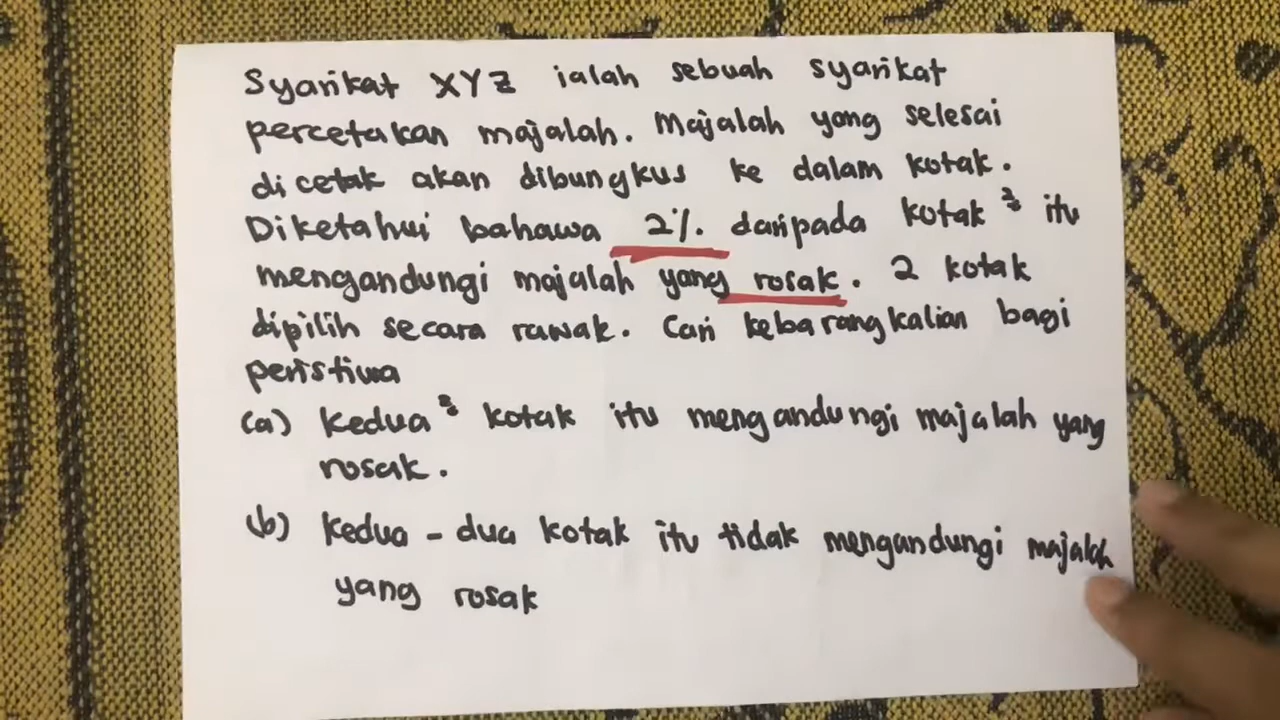 Syarikat XYZ ialah sebuah syarikat
percetakan majalah. Majalah yang selesai
dicetak akan dibungkus ke dalam kotak.
Diketahui bahawa 2%. daripada kotak² itu
mengandungi majalah yang rosak. 2 kotak
dipilih secara rawak. Cari kebarangkalian bagi
peristiwa
(a) Kedua² kotak itu mengandungi majalah yang
rosak.
(b) Kedua - dua kotak itu tidak mengandungi majalah
yang rosak